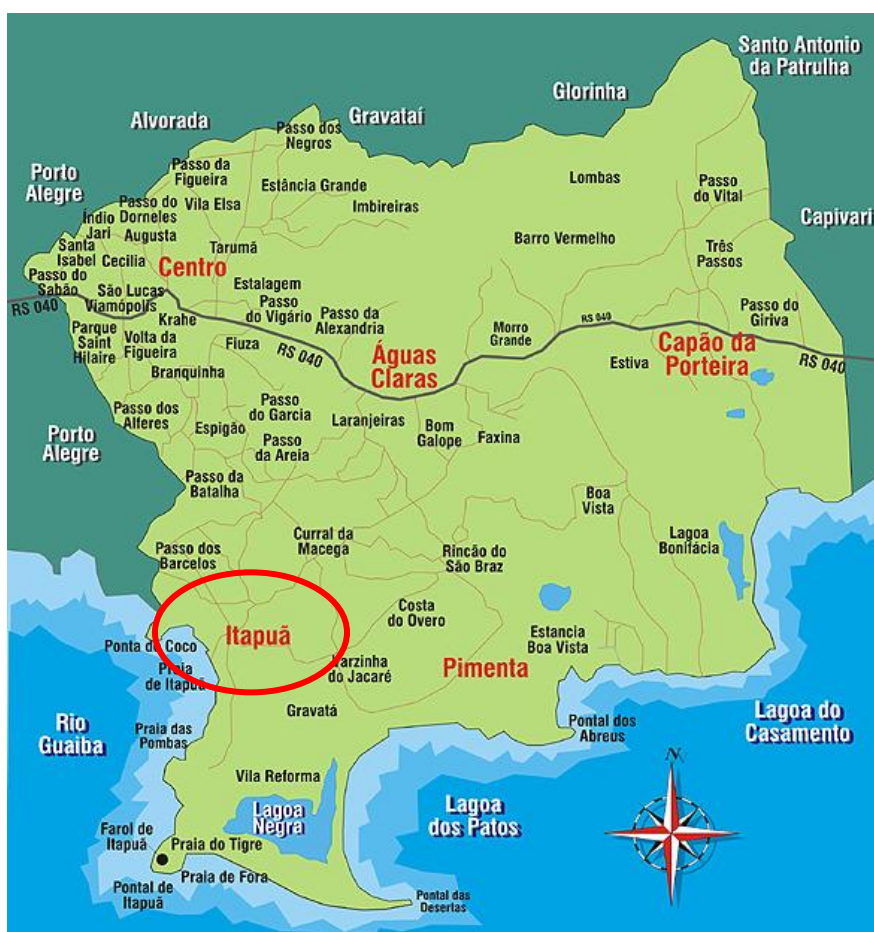 Santo Antonio
da Patrulha
Glorinha
Gravataí
Alvorada
Passo dos
Negros
Porto
Alegre
Passo da
Figueira
Estância Grande
Lombas
Passo
do Vital
Passo do
Dorneles
Vila Elsa
Imbireiras
Capivari
Índio
Jari
Augusta
Barro Vermelho
Três
Passos
Santa
Isabel
Cecilia
Tarumã
Centro
Passo do
Sabão
São Lucas
Viamópolis
Estalagem
RS 040
Passo
do Vigário
Passo da
Alexandria
Passo do
Giriva
Krahe
RS 040
Morro
Grande
Parque
Saint
Hilaire
Volta da
Figueira
Fiuza
RS 040
Águas
Claras
Capão da
Porteira
RS 040
Estiva
Branquinha
Passo dos
Alferes
Passo
do Garcia
Espigão
Laranjeiras
Bom
Galope
Faxina
Porto
Alegre
Passo
da Areia
Passo da
Batalha
Boa
Vista
Curral da
Macega
Lagoa
Bonifácia
Passo dos
Barcelos
Rincão do
São Braz
Costa
do Overo
Itapuã
Estancia
Boa Vista
Ponta do Coco
Praia
de Itapuã
Varzinha
do Jacaré
Pimenta
Gravatá
Rio
Guaiba
Praia das
Pombas
Pontal dos
Abreus
Lagoa do
Casamento
N
Vila Reforma
Lagoa
Negra
Lagoa
dos Patos
Farol de
Itapuã
Praia do Tigre
Praia de Fora
Pontal de
Itapuã
Pontal das
Desertas